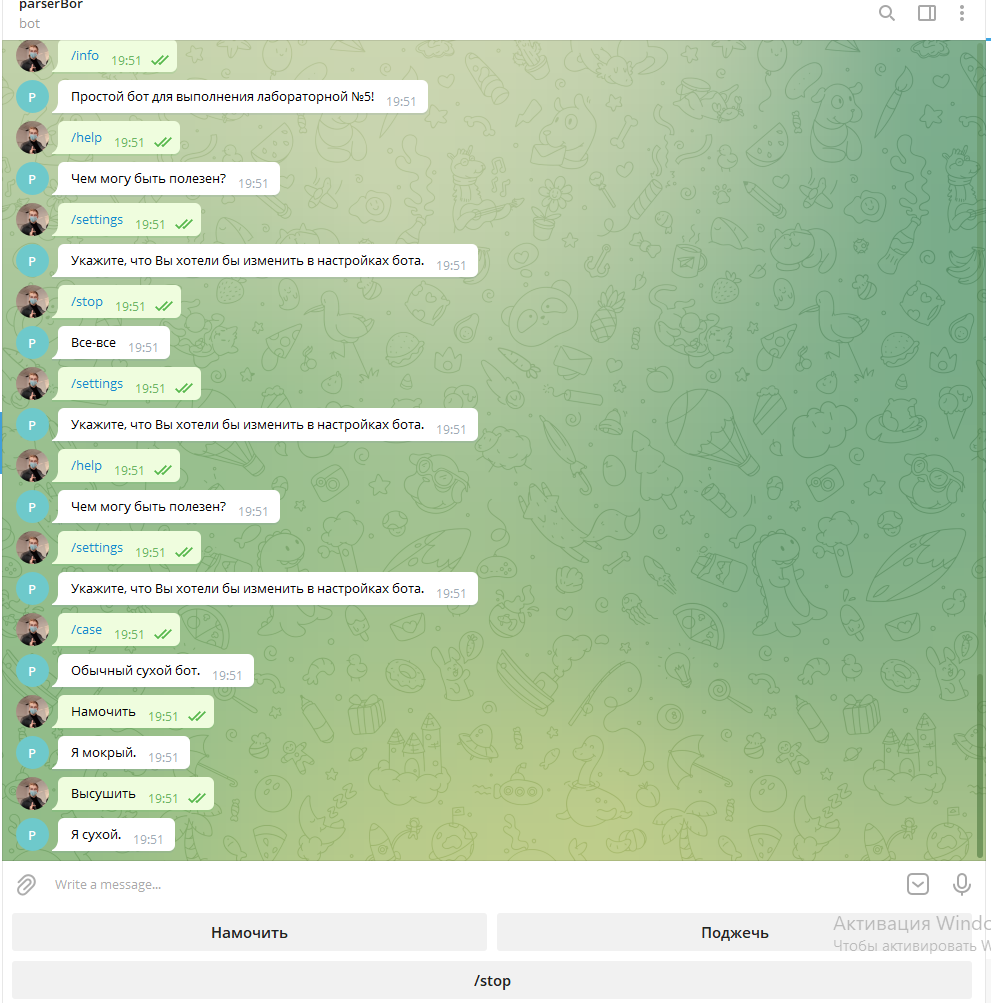 parserBor
bot
/info 19:51
P Простой бот для выполнения лабораторной №5! 19:51
/help 19:51
P Чем могу быть полезен? 19:51
/settings 19:51
P Укажите, что Вы хотели бы изменить в настройках бота. 19:51
/stop 19:51
P Все-все 19:51
/settings 19:51
P Укажите, что Вы хотели бы изменить в настройках бота. 19:51
/help 19:51
P Чем могу быть полезен? 19:51
/settings 19:51
P Укажите, что Вы хотели бы изменить в настройках бота. 19:51
/case 19:51
P Обычный сухой бот. 19:51
Намочить 19:51
P Я мокрый. 19:51
Высушить 19:51
P Я сухой. 19:51
Write a message...
Намочить
Поджечь
Активация Windo
Чтобы активировать W
/stop